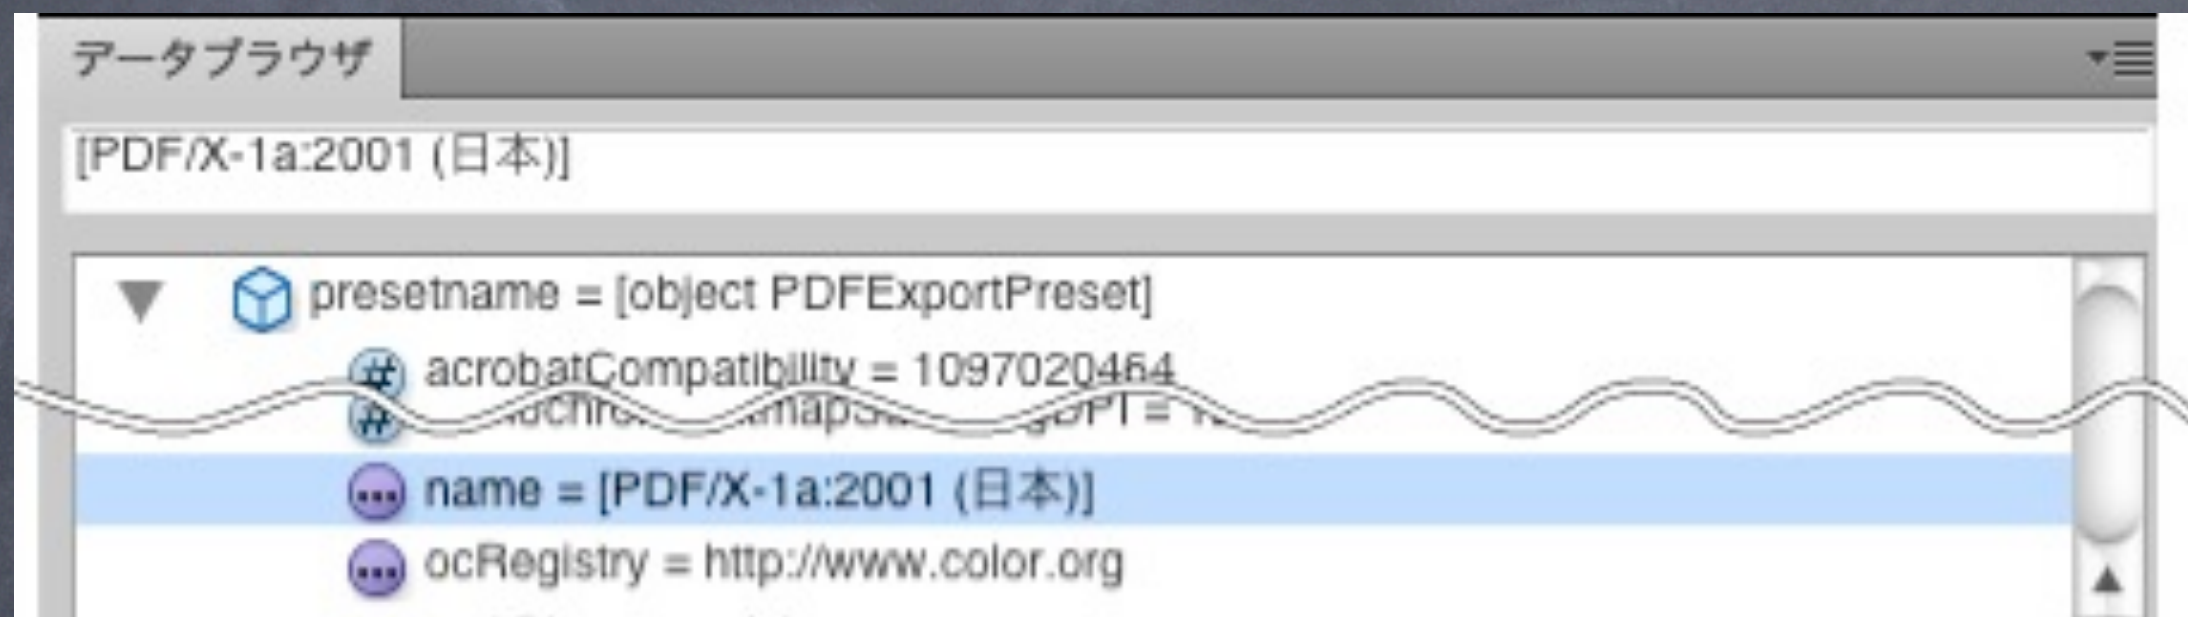 データブラウザ
[PDF/X-1a:2001 (日本)]
presetname = [object PDFExportPreset]
acrobatCompatibility = 1097020464
name = [PDF/X-1a:2001 (日本)]
ocRegistry = http://www.color.org